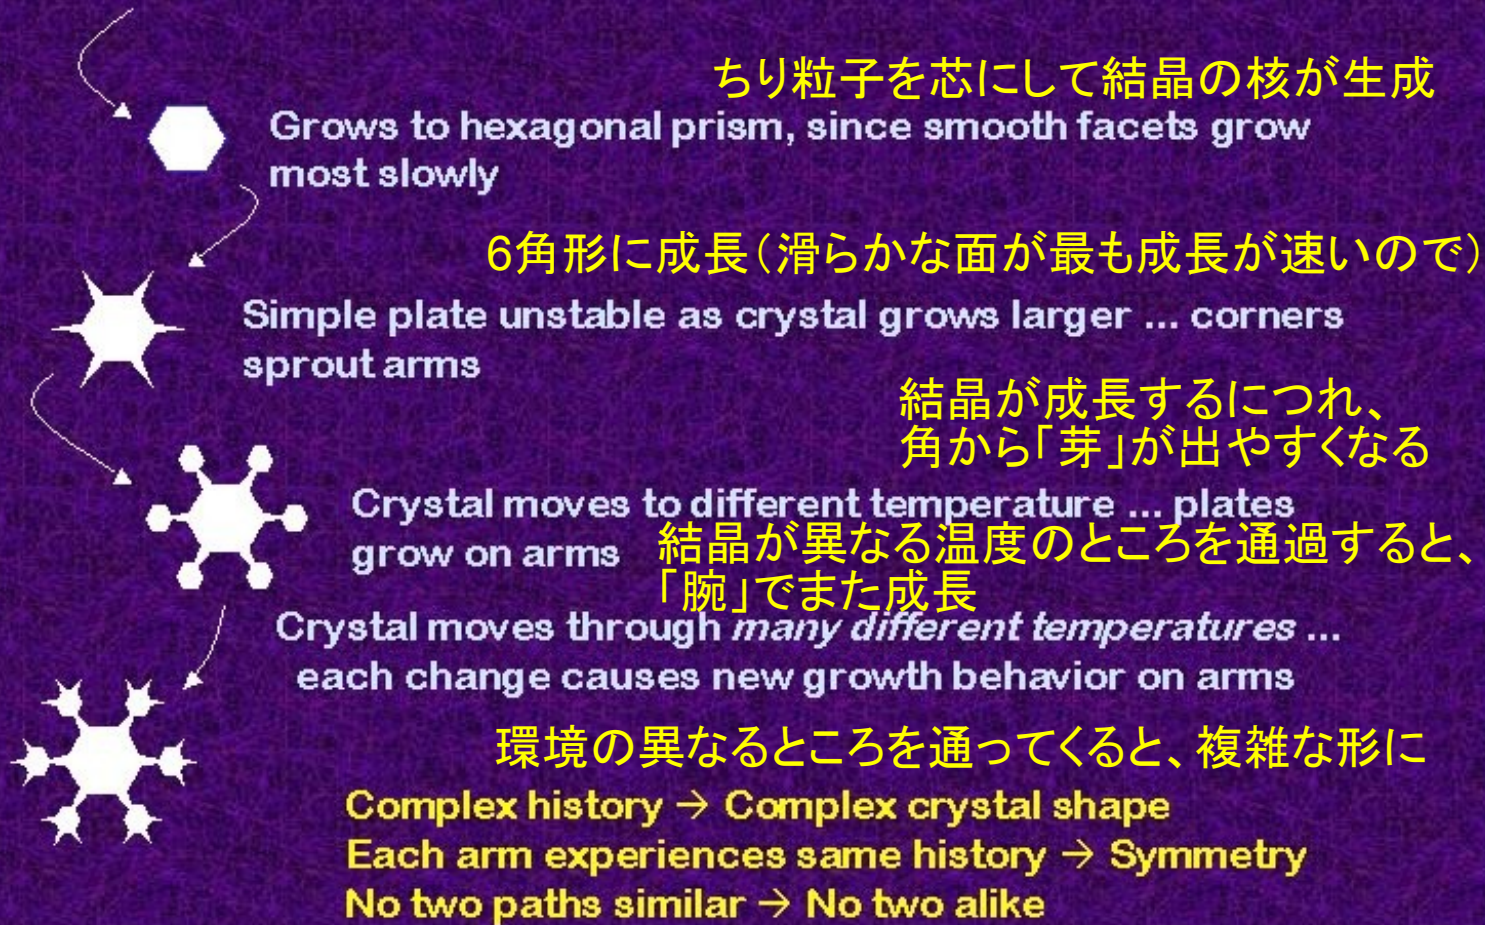 ちり粒子を芯にして結晶の核が生成
Grows to hexagonal prism, since smooth facets grow
most slowly
6角形に成長（滑らかな面が最も成長が速いので）
Simple plate unstable as crystal grows larger ... corners
sprout arms
結晶が成長するにつれ、
角から「芽」が出やすくなる
Crystal moves to different temperature ... plates
grow on arms
結晶が異なる温度のところを通過すると、
「腕」でまた成長
Crystal moves through many different temperatures ...
each change causes new growth behavior on arms
環境の異なるところを通ってくると、複雑な形に
Complex history → Complex crystal shape
Each arm experiences same history → Symmetry
No two paths similar → No two alike